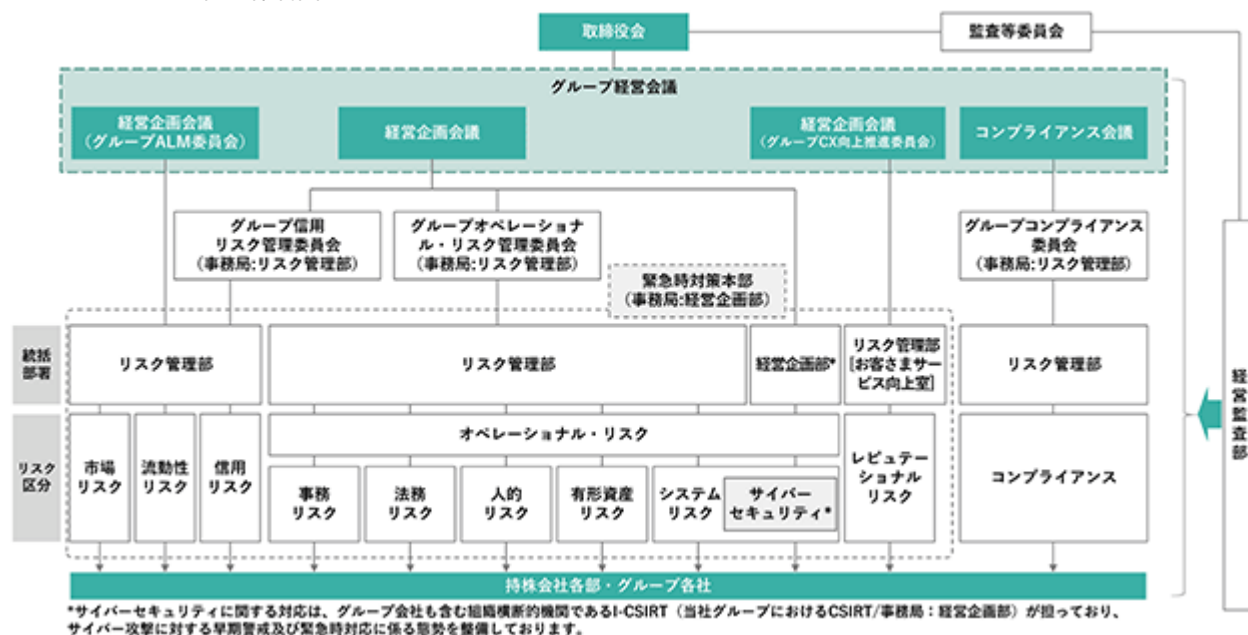 取締役会
監査等委員会
グループ経営会議
経営企画会議
(グループALM委員会)
経営企画会議
経営企画会議
(グループCX向上推進委員会)
コンプライアンス会議
グループ信用
リスク管理委員会
(事務局:リスク管理部)
グループオペレーショナ
ル・リスク管理委員会
(事務局:リスク管理部)
グループコンプライアンス
委員会
(事務局:リスク管理部)
緊急時対策本部
(事務局:経営企画部)
統括
部署
リスク管理部
リスク管理部
経営企画部*
リスク管理部
[お客さまサー
ビス向上室]
リスク管理部
経営監査部
リスク
区分
市場
リスク
流動性
リスク
信用
リスク
オペレーショナル・リスク
事務
リスク
法務
リスク
人的
リスク
有形資産
リスク
システム
リスク
サイバー
セキュリティ*
レピュテー
ショナル
リスク
コンプライアンス
持株会社各部・グループ各社
*サイバーセキュリティに関する対応は、グループ会社も含む組織横断的機関であるI-CSIRT(当社グループにおけるCSIRT/事務局:経営企画部)が担っており、
サイバー攻撃に対する早期警戒及び緊急時対応に係る態勢を整備しております。